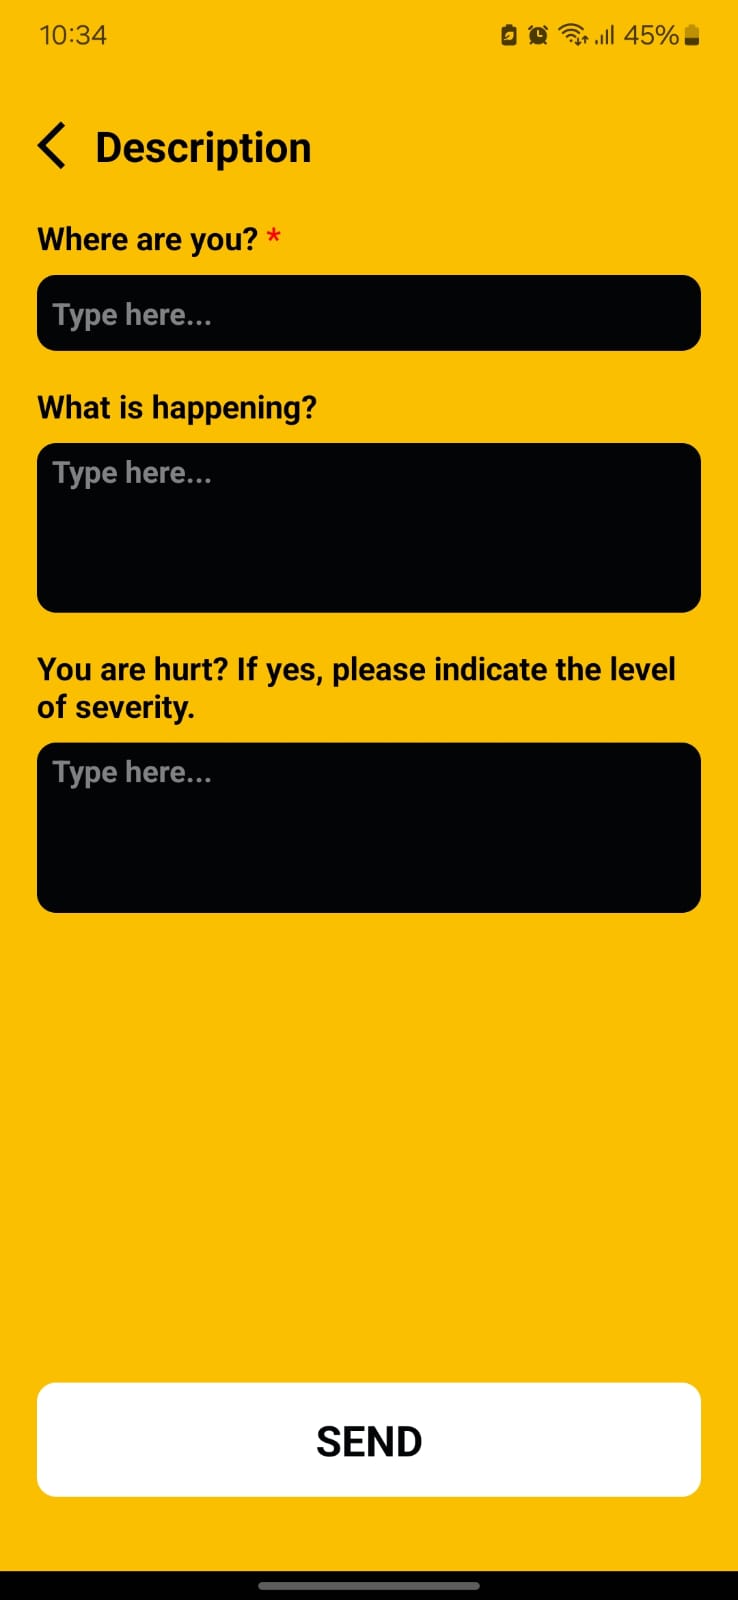 10:34 45%
Description
Where are you? *
Type here...
What is happening?
Type here...
You are hurt? If yes, please indicate the level
of severity.
Type here...
SEND